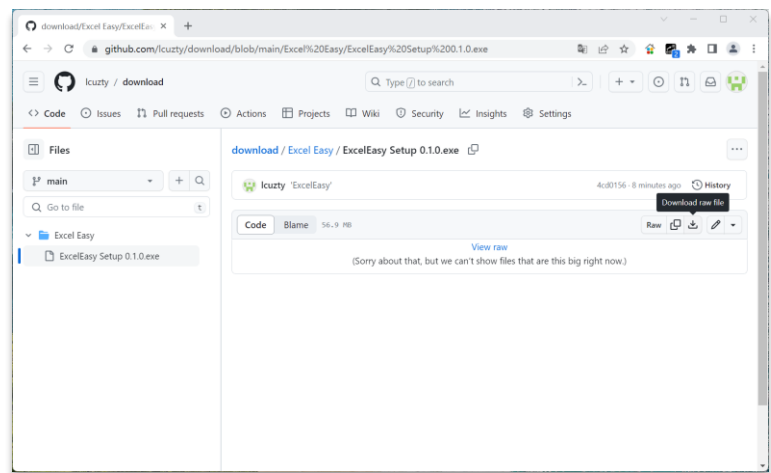 download/Excel Easy/ExcelEas
github.com/lcuzty/download/blob/main/Excel%20Easy/ExcelEasy%20Setup%200.1.0.exe
2
lcuzty / download
Type / to search
Code Issues Pull requests Actions Projects Wiki Security Insights Settings
Files
download / Excel Easy / ExcelEasy Setup 0.1.0.exe
main
lcuzty 'ExcelEasy'
4cd0156 · 8 minutes ago History
Go to file t
Download raw file
Code Blame 56.9 MB
Raw
Excel Easy
View raw
ExcelEasy Setup 0.1.0.exe
(Sorry about that, but we can't show files that are this big right now.)